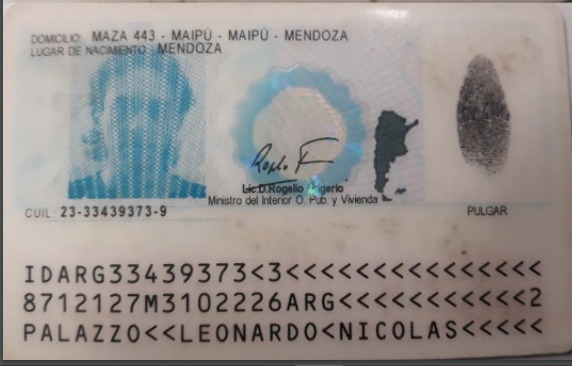 DOMICILIO: MAZA 443 - MAIPÚ - MAIPÚ - MENDOZA
LUGAR DE NACIMIENTO: MENDOZA
Lic.D.Rogelio Frigerio
Ministro del Interior O. Pub. y Vivienda
CUIL: 23-33439373-9
PULGAR
IDARG33439373<3<<<<<<<<<<<<<<<
8712127M3102226ARG<<<<<<<<<<<2
PALAZZO<<LEONARDO<NICOLAS<<<<<